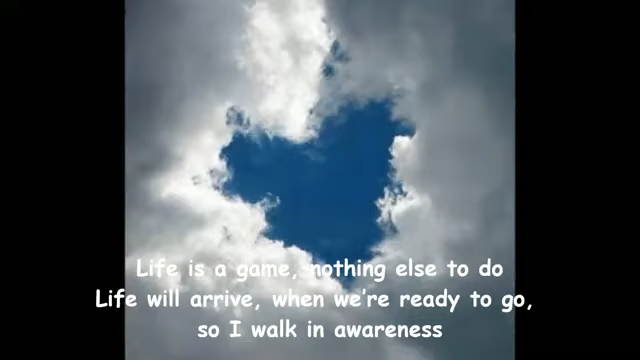 Life is a game, nothing else to do
Life will arrive, when we're ready to go,
so I walk in awareness